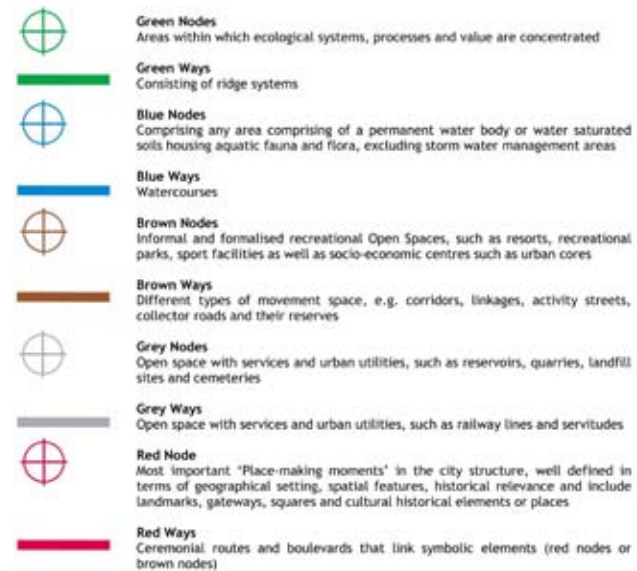 Green Nodes
Areas within which ecological systems, processes and value are concentrated
Green Ways
Consisting of ridge systems
Blue Nodes
Comprising any area comprising of a permanent water body or water saturated
soils housing aquatic fauna and flora, excluding storm water management areas
Blue Ways
Watercourses
Brown Nodes
Informal and formalised recreational Open Spaces, such as resorts, recreational
parks, sport facilities as well as socio-economic centres such as urban cores
Brown Ways
Different types of movement space, e.g. corridors, linkages, activity streets,
collector roads and their reserves
Grey Nodes
Open space with services and urban utilities, such as reservoirs, quarries, landfill
sites and cemeteries
Grey Ways
Open space with services and urban utilities, such as railway lines and servitudes
Red Node
Most important 'Place-making moments' in the city structure, well defined in
terms of geographical setting, spatial features, historical relevance and include
landmarks, gateways, squares and cultural historical elements or places
Red Ways
Ceremonial routes and boulevards that link symbolic elements (red nodes or
brown nodes)